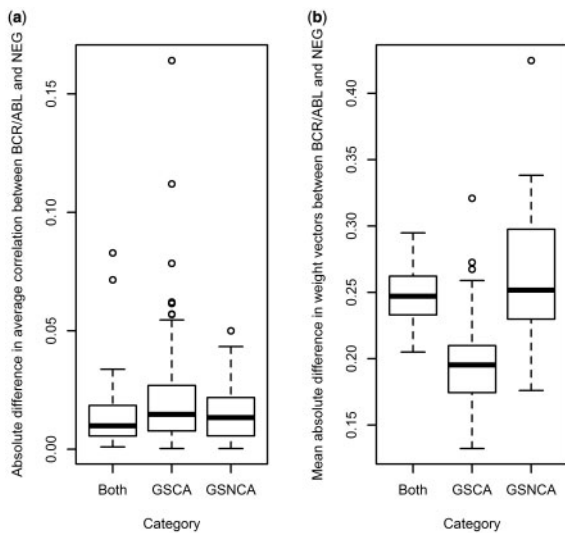 (a)
Absolute difference in average correlation between BCR/ABL and NEG
0.15
0.10
0.05
0.00
Both GSCA GSNCA
Category
(b)
Mean absolute difference in weight vectors between BCR/ABL and NEG
0.40
0.35
0.30
0.25
0.20
0.15
Both GSCA GSNCA
Category